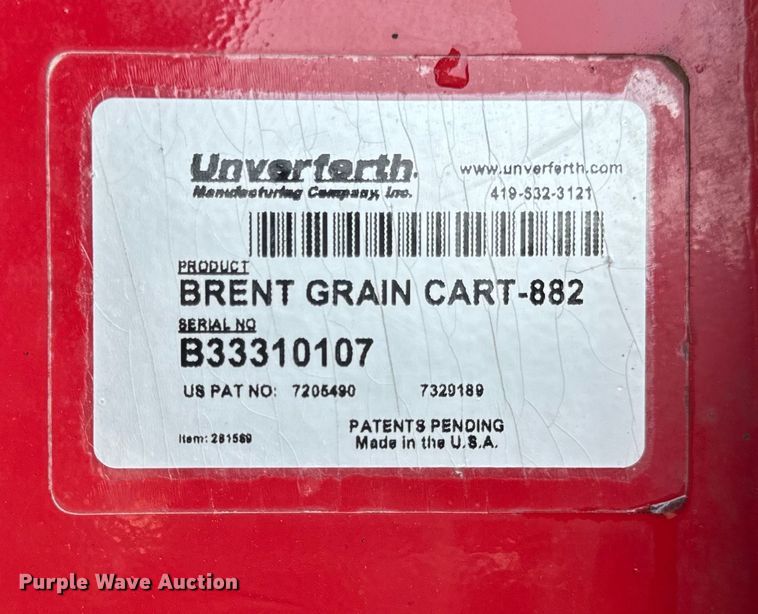 Unverferth
www.unverferth.com
Manufacturing Company, Inc.
419-532-3121
PRODUCT
BRENT GRAIN CART-882
SERIAL NO
B33310107
US PAT NO: 7205490 7329189
PATENTS PENDING
Item: 281589 Made in the U.S.A.
Purple Wave Auction